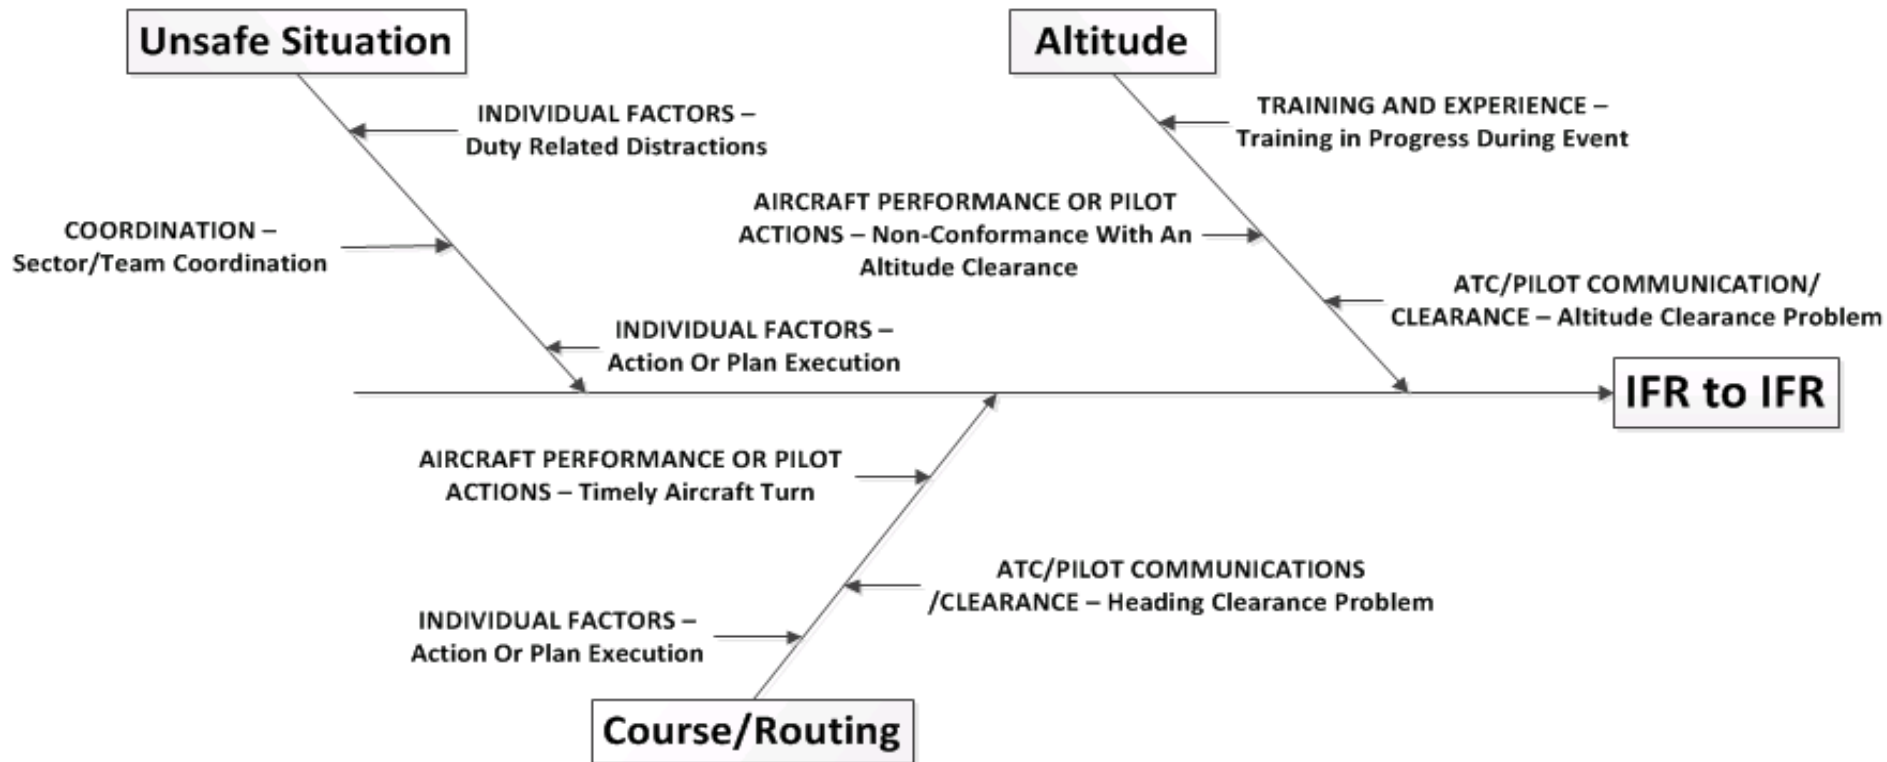 Unsafe Situation
Altitude
INDIVIDUAL FACTORS –
Duty Related Distractions
TRAINING AND EXPERIENCE –
Training in Progress During Event
COORDINATION –
Sector/Team Coordination
AIRCRAFT PERFORMANCE OR PILOT
ACTIONS – Non-Conformance With An
Altitude Clearance
ATC/PILOT COMMUNICATION/
CLEARANCE – Altitude Clearance Problem
INDIVIDUAL FACTORS –
Action Or Plan Execution
IFR to IFR
AIRCRAFT PERFORMANCE OR PILOT
ACTIONS – Timely Aircraft Turn
ATC/PILOT COMMUNICATIONS
/CLEARANCE – Heading Clearance Problem
INDIVIDUAL FACTORS –
Action Or Plan Execution
Course/Routing